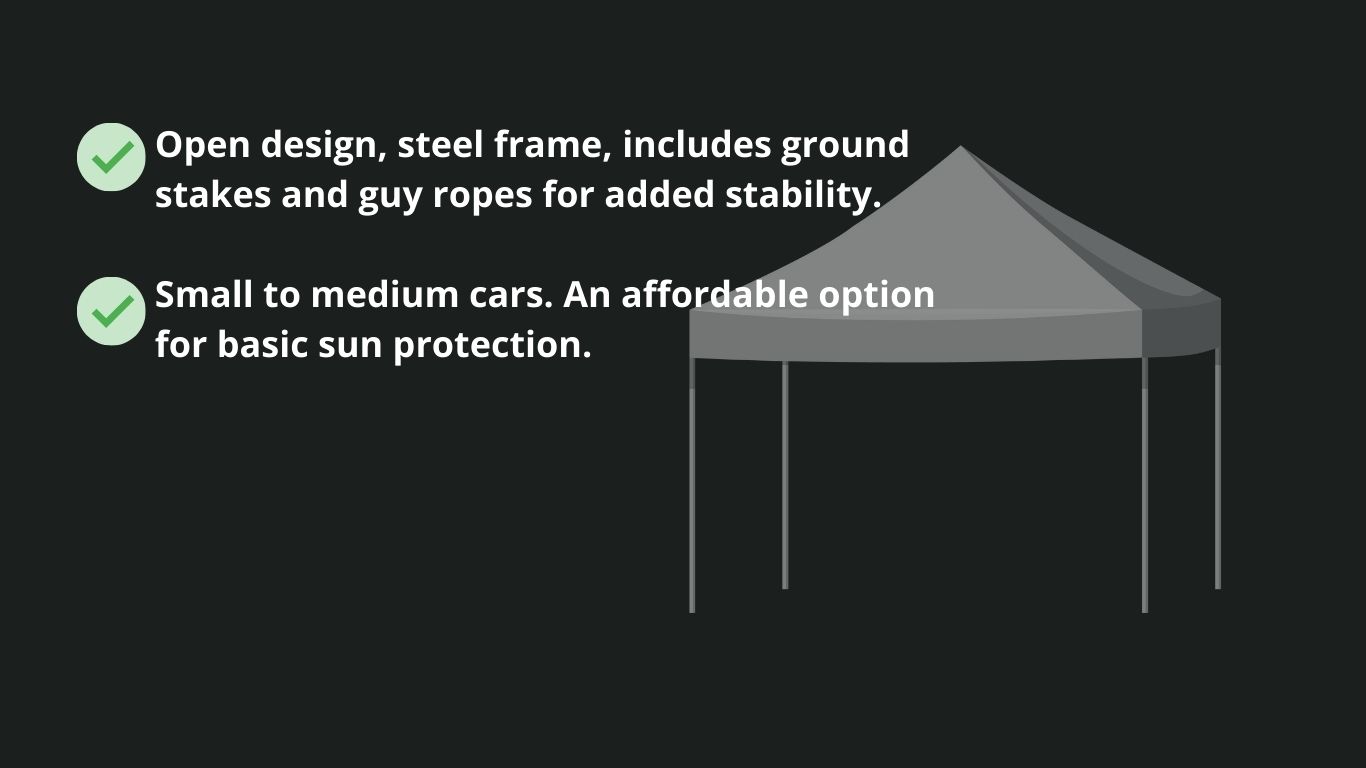 Open design, steel frame, includes ground
stakes and guy ropes for added stability.
Small to medium cars. An affordable option
for basic sun protection.